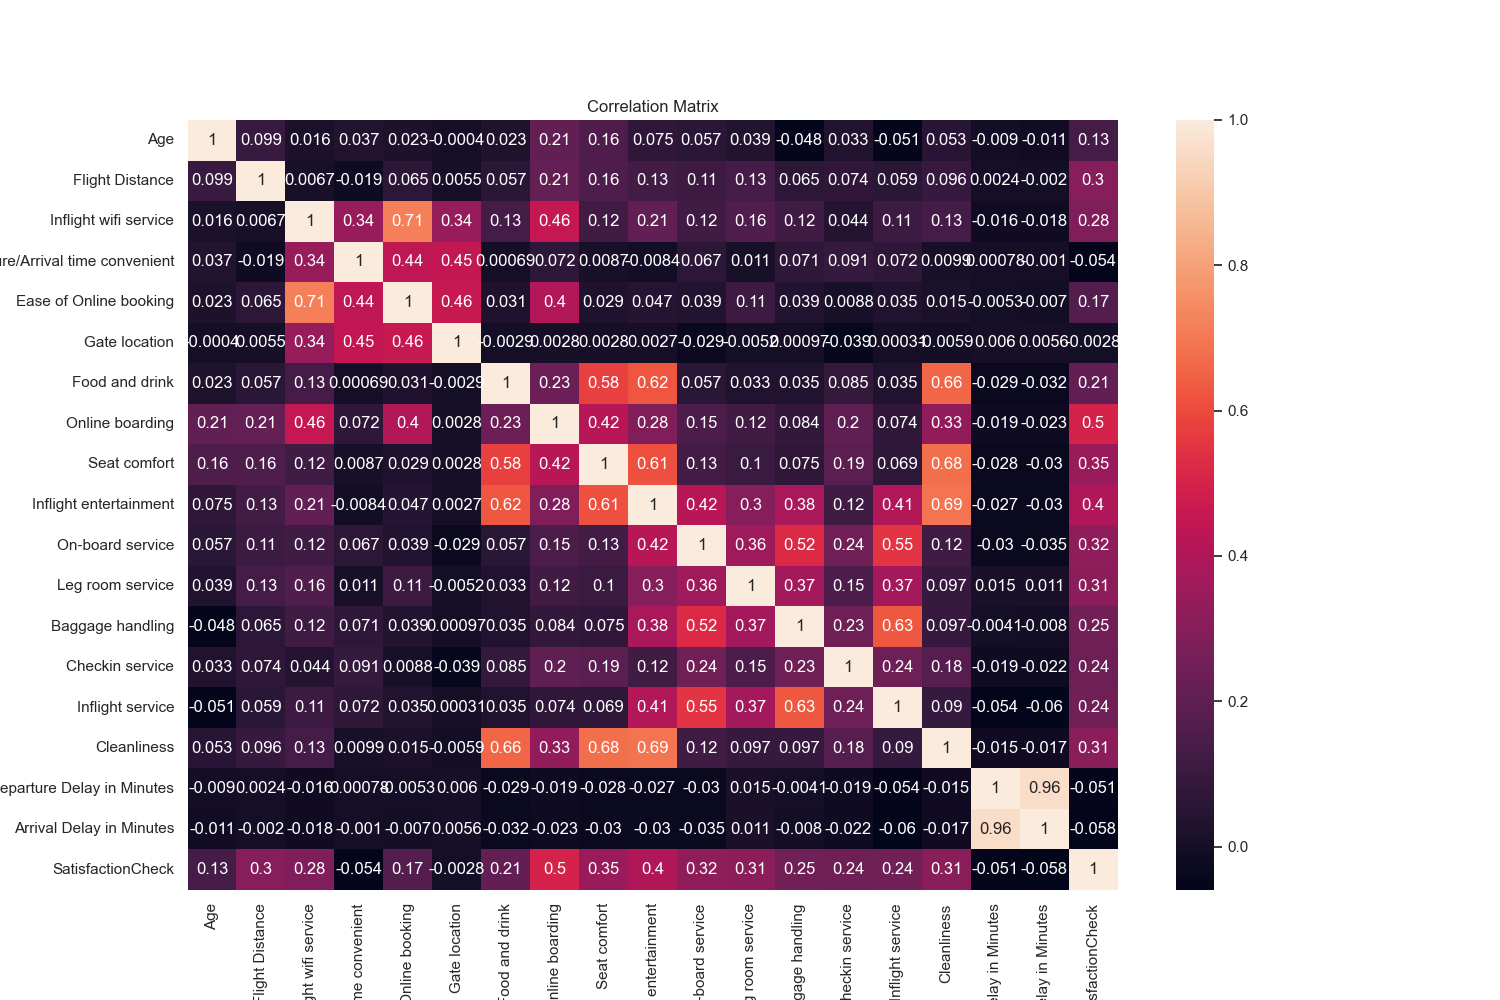 Correlation Matrix
Age 1 0.099 0.016 0.037 0.023 -0.0004 0.023 0.21 0.16 0.075 0.057 0.039 -0.048 0.033 -0.051 0.053 -0.009 -0.011 0.13
Flight Distance 0.099 1 0.0067 -0.019 0.065 0.0055 0.057 0.21 0.16 0.13 0.11 0.13 0.065 0.074 0.059 0.096 0.0024 -0.002 0.3
Inflight wifi service 0.016 0.0067 1 0.34 0.71 0.34 0.13 0.46 0.12 0.21 0.12 0.16 0.12 0.044 0.11 0.13 -0.016 -0.018 0.28
re/Arrival time convenient 0.037 -0.019 0.34 1 0.44 0.45 0.00069 0.072 0.0087 -0.0084 0.067 0.011 0.071 0.091 0.072 0.0099 0.00078 -0.001 -0.054
Ease of Online booking 0.023 0.065 0.71 0.44 1 0.46 0.031 0.4 0.029 0.047 0.039 0.11 0.039 0.0088 0.035 0.015 -0.0053 -0.007 0.17
Gate location -0.0004 0.0055 0.34 0.45 0.46 1 -0.0029 0.0028 0.0028 0.0027 -0.029 -0.0052 0.00097 -0.039 0.00031 -0.0059 0.006 0.0056 -0.0028
Food and drink 0.023 0.057 0.13 0.00069 0.031 -0.0029 1 0.23 0.58 0.62 0.057 0.033 0.035 0.085 0.035 0.66 -0.029 -0.032 0.21
Online boarding 0.21 0.21 0.46 0.072 0.4 0.0028 0.23 1 0.42 0.28 0.15 0.12 0.084 0.2 0.074 0.33 -0.019 -0.023 0.5
Seat comfort 0.16 0.16 0.12 0.0087 0.029 0.0028 0.58 0.42 1 0.61 0.13 0.1 0.075 0.19 0.069 0.68 -0.028 -0.03 0.35
Inflight entertainment 0.075 0.13 0.21 -0.0084 0.047 0.0027 0.62 0.28 0.61 1 0.42 0.3 0.38 0.12 0.41 0.69 -0.027 -0.03 0.4
On-board service 0.057 0.11 0.12 0.067 0.039 -0.029 0.057 0.15 0.13 0.42 1 0.36 0.52 0.24 0.55 0.12 -0.03 -0.035 0.32
Leg room service 0.039 0.13 0.16 0.011 0.11 -0.0052 0.033 0.12 0.1 0.3 0.36 1 0.37 0.15 0.37 0.097 0.015 0.011 0.31
Baggage handling -0.048 0.065 0.12 0.071 0.039 0.00097 0.035 0.084 0.075 0.38 0.52 0.37 1 0.23 0.63 0.097 -0.0041 -0.008 0.25
Checkin service 0.033 0.074 0.044 0.091 0.0088 -0.039 0.085 0.2 0.19 0.12 0.24 0.15 0.23 1 0.24 0.18 -0.019 -0.022 0.24
Inflight service -0.051 0.059 0.11 0.072 0.035 0.00031 0.035 0.074 0.069 0.41 0.55 0.37 0.63 0.24 1 0.09 -0.054 -0.06 0.24
Cleanliness 0.053 0.096 0.13 0.0099 0.015 -0.0059 0.66 0.33 0.68 0.69 0.12 0.097 0.097 0.18 0.09 1 -0.015 -0.017 0.31
eparture Delay in Minutes -0.009 0.0024 -0.016 0.00078 -0.0053 0.006 -0.029 -0.019 -0.028 -0.027 -0.03 0.015 -0.0041 -0.019 -0.054 -0.015 1 0.96 -0.051
Arrival Delay in Minutes -0.011 -0.002 -0.018 -0.001 -0.007 0.0056 -0.032 -0.023 -0.03 -0.03 -0.035 0.011 -0.008 -0.022 -0.06 -0.017 0.96 1 -0.058
SatisfactionCheck 0.13 0.3 0.28 -0.054 0.17 -0.0028 0.21 0.5 0.35 0.4 0.32 0.31 0.25 0.24 0.24 0.31 -0.051 -0.058 1
Age
Flight Distance
ght wifi service
me convenient
Online booking
Gate location
Food and drink
nline boarding
Seat comfort
entertainment
-board service
g room service
gage handling
heckin service
Inflight service
Cleanliness
elay in Minutes
elay in Minutes
sfactionCheck
1.0
0.8
0.6
0.4
0.2
0.0